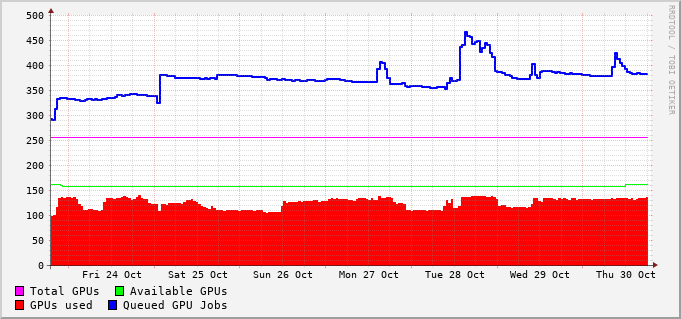 500
450
400
350
300
250
200
150
100
50
0
Fri 24 Oct Sat 25 Oct Sun 26 Oct Mon 27 Oct Tue 28 Oct Wed 29 Oct Thu 30 Oct
Total GPUs Available GPUs
GPUs used Queued GPU Jobs
RRDTOOL / TOBI OETIKER